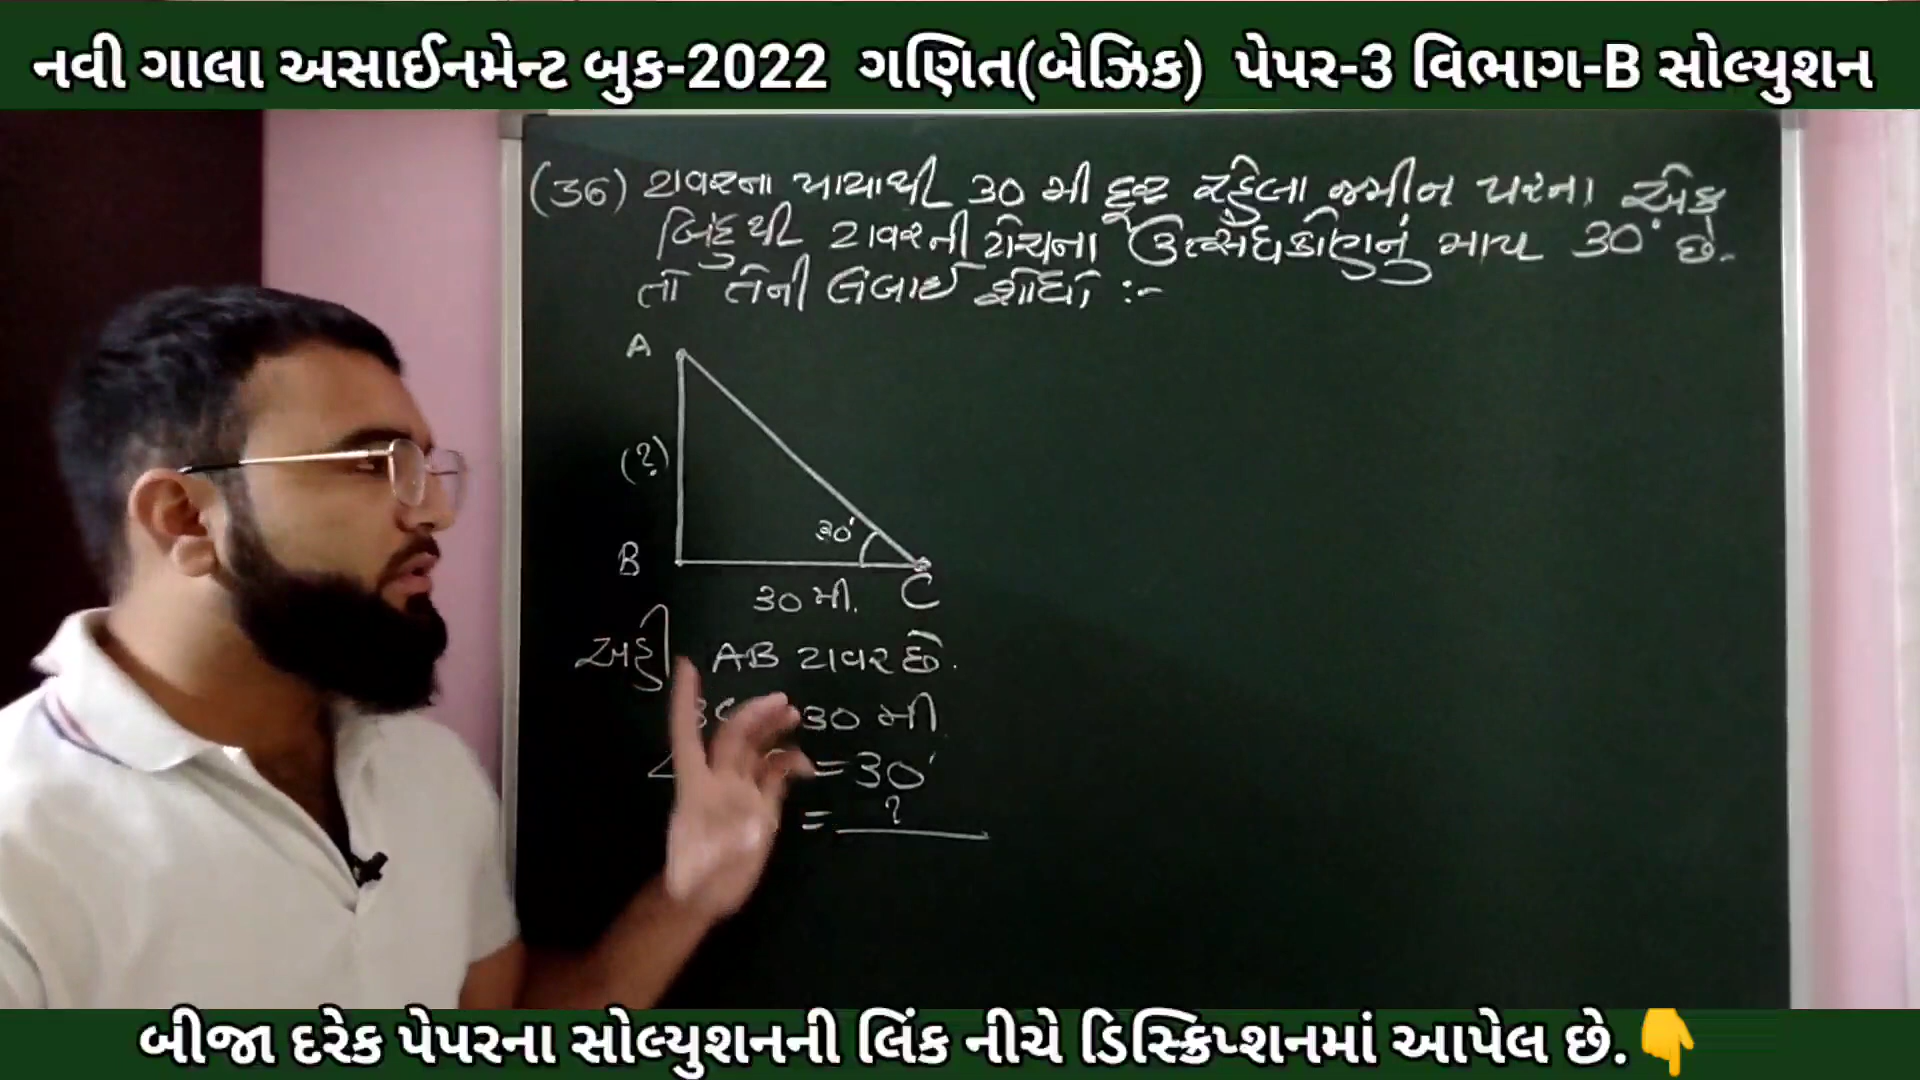 નવી ગાલા અસાઈનમેન્ટ બુક-2022 ગણિત(બેઝિક) પેપર-3 વિભાગ-B સોલ્યુશન
(36) ટાવરના પાયાથી 30 મી દૂર રહેલા જમીન પરના એક
બિંદુથી ટાવરની ટોચના ઉત્સેધકોણનું માપ 30° છે.
તો તેની લંબાઈ શોધો :-
A
(?)
30°
B
30 મી. C
અહીં AB ટાવર છે.
30 મી
= 30°
= ?
બીજા દરેક પેપરના સોલ્યુશનની લિંક નીચે ડિસ્ક્રિપ્શનમાં આપેલ છે.👇